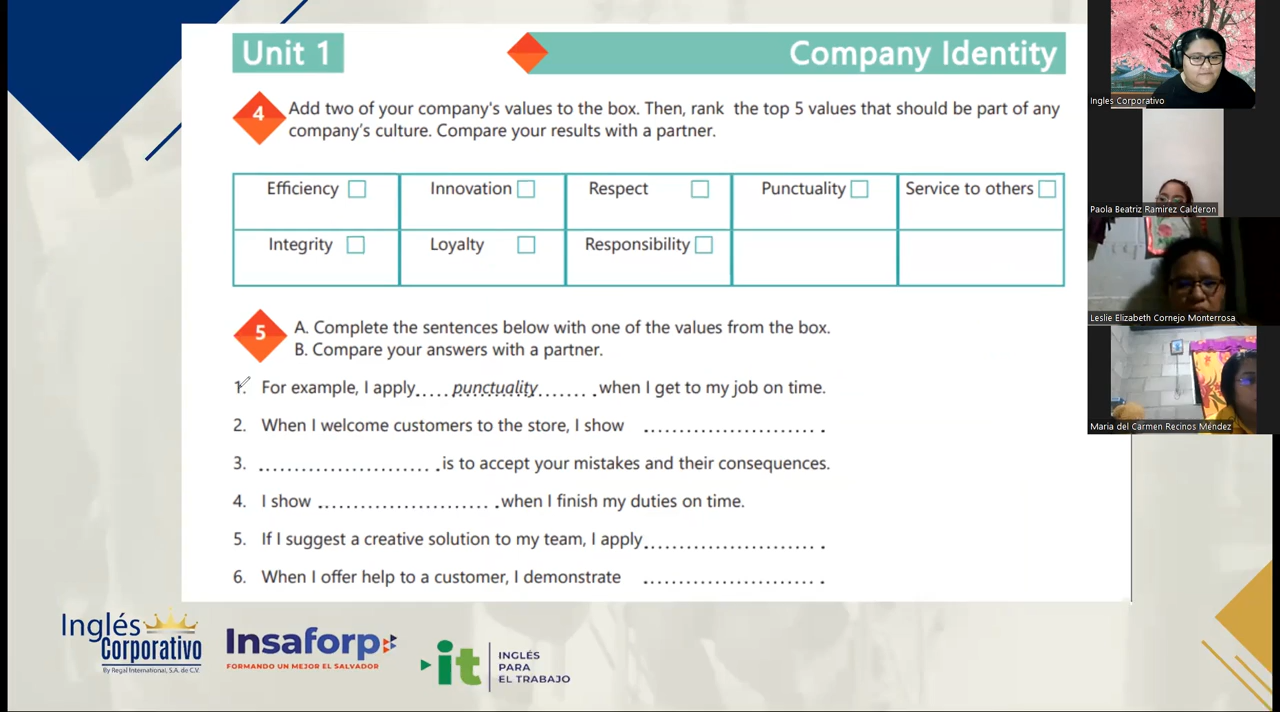 Unit 1
Company Identity
4
Add two of your company's values to the box. Then, rank the top 5 values that should be part of any
company's culture. Compare your results with a partner.
Efficiency
Innovation
Respect
Punctuality
Service to others
Integrity
Loyalty
Responsibility
5
A. Complete the sentences below with one of the values from the box.
B. Compare your answers with a partner.
1. For example, I apply.....punctuality....... .when I get to my job on time.
2. When I welcome customers to the store, I show ........................ .
3. ........................ .is to accept your mistakes and their consequences.
4. I show ........................ .when I finish my duties on time.
5. If I suggest a creative solution to my team, I apply........................ .
6. When I offer help to a customer, I demonstrate ........................ .
Inglés
Corporativo
By Regal International, S.A. de C.V.
Insaforp
FORMANDO UN MEJOR EL SALVADOR
it
INGLÉS
PARA
EL TRABAJO
Ingles Corporativo
Paola Beatriz Ramirez Calderon
Leslie Elizabeth Cornejo Monterrosa
Maria del Carmen Recinos Méndez